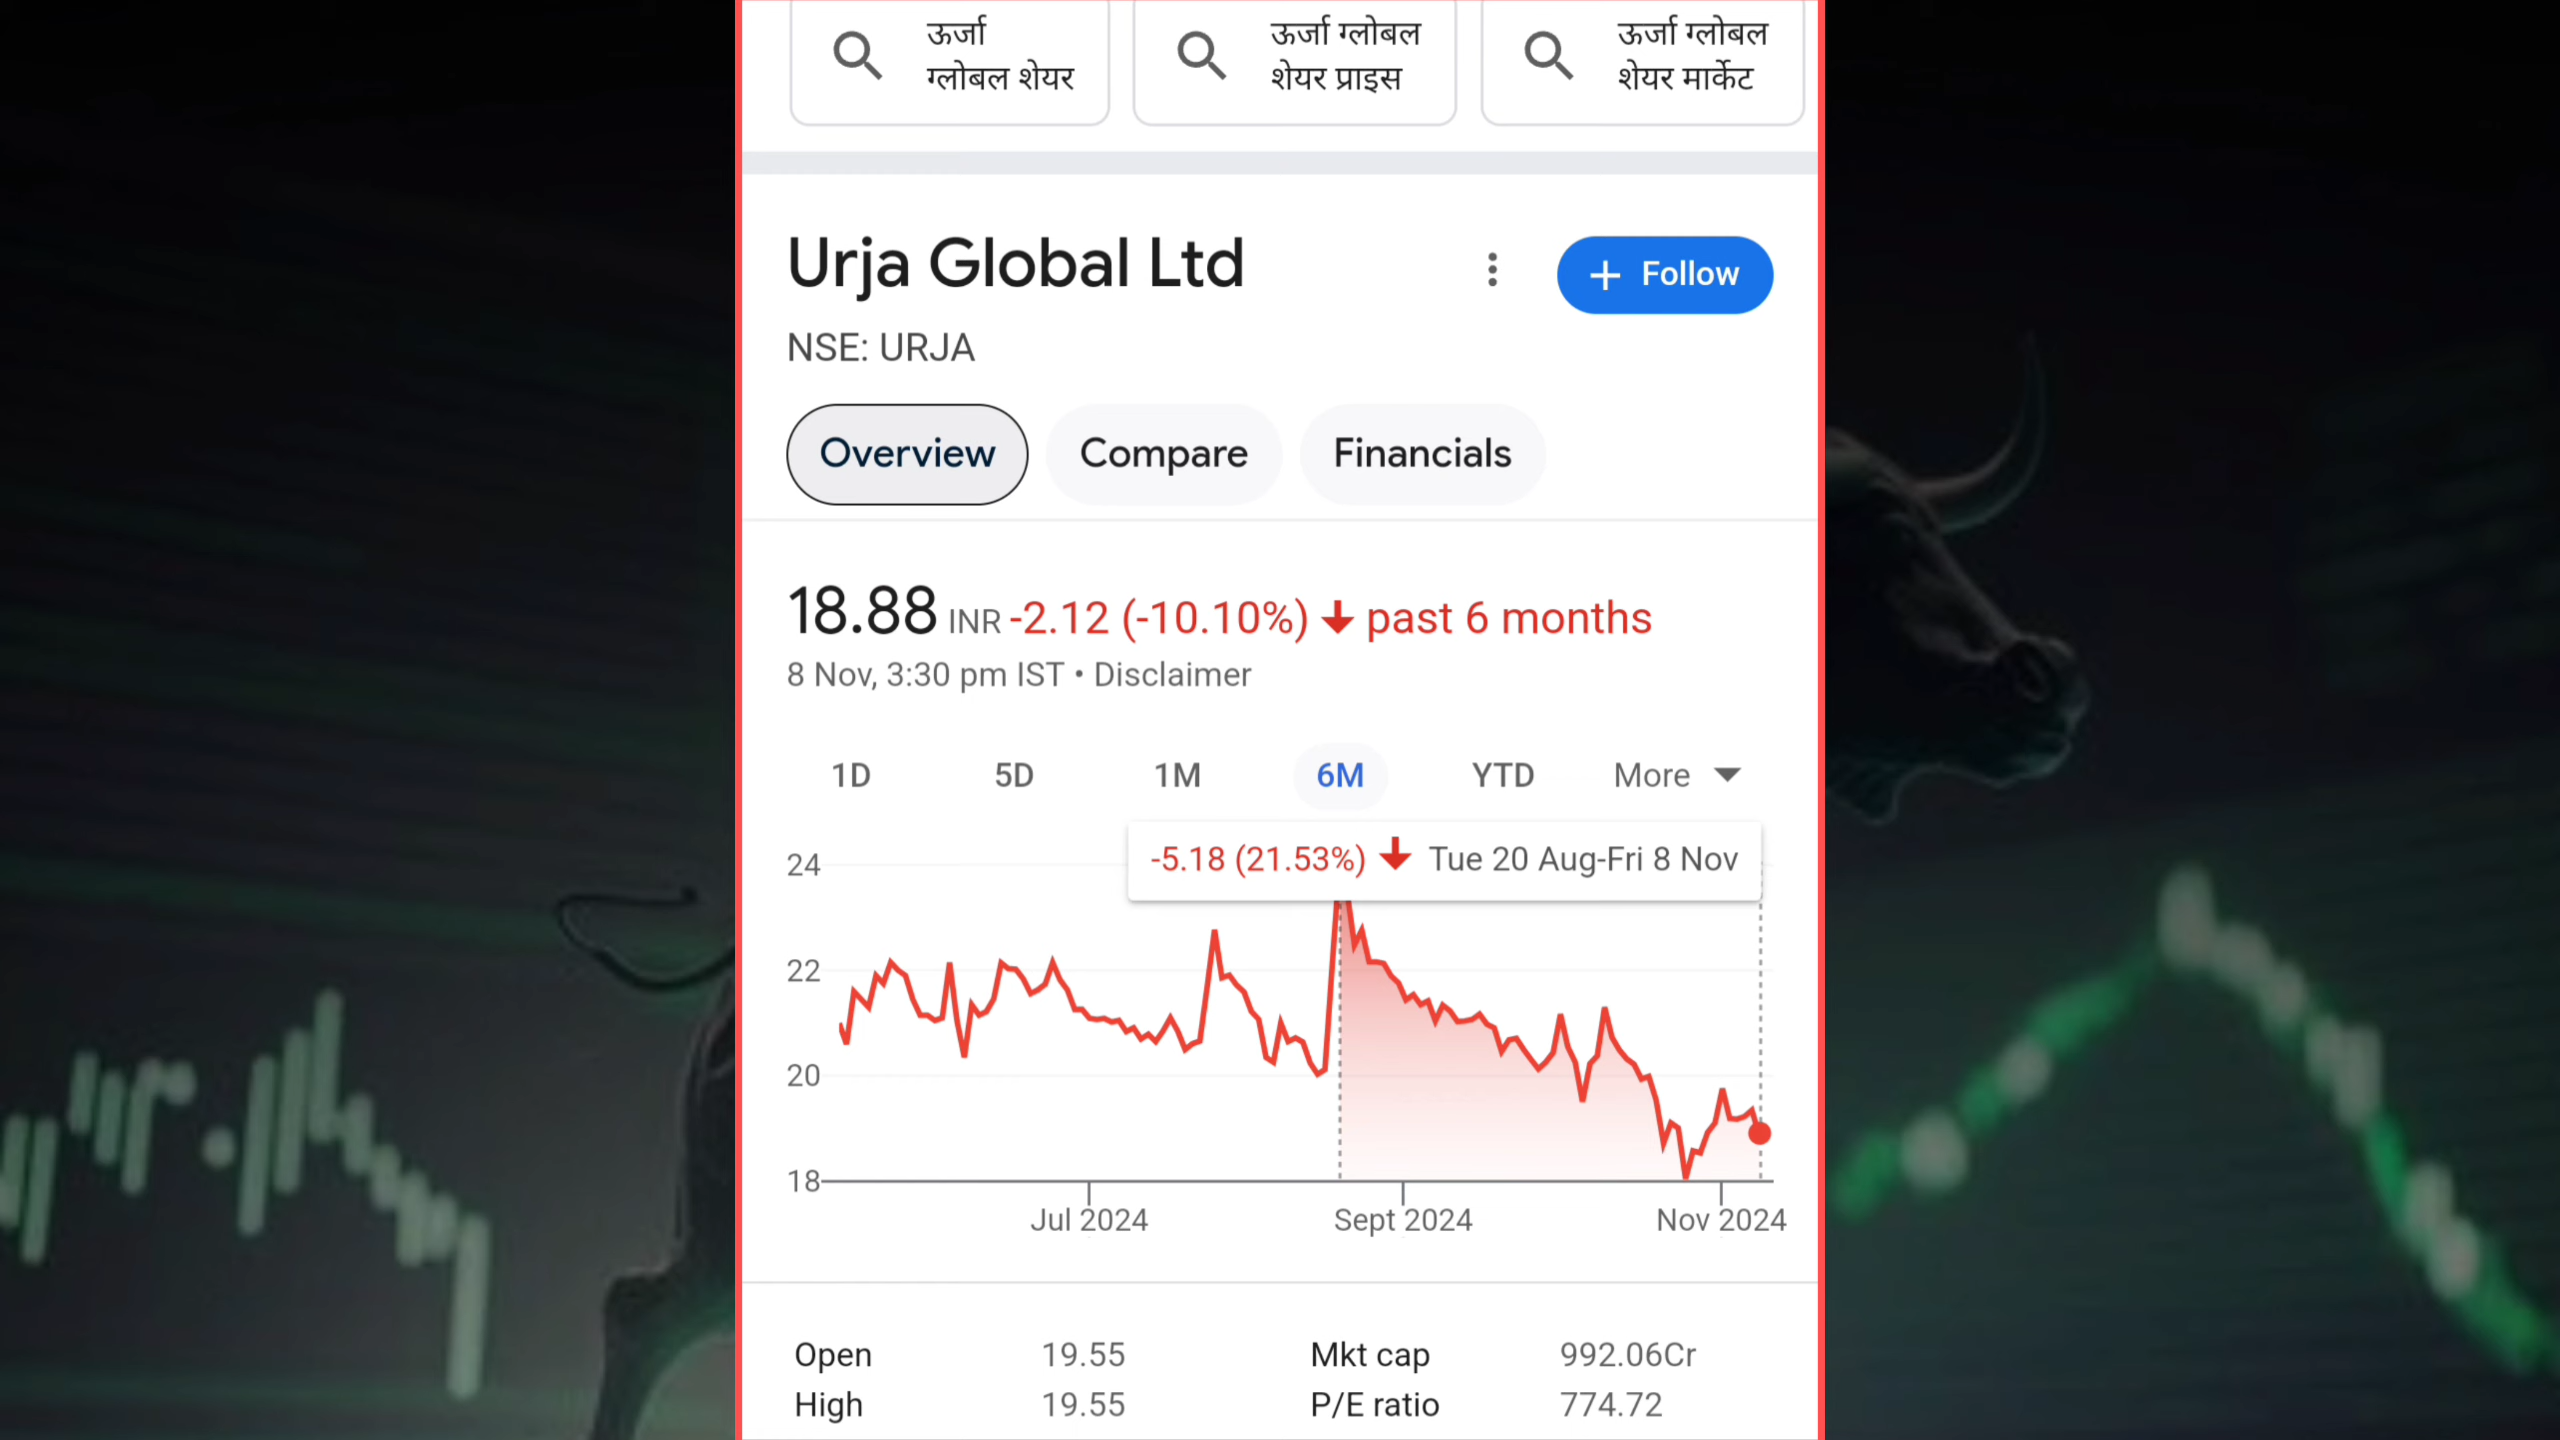 ऊर्जा
ग्लोबल शेयर
ऊर्जा ग्लोबल
शेयर प्राइस
ऊर्जा ग्लोबल
शेयर मार्केट
Urja Global Ltd
+ Follow
NSE: URJA
Overview
Compare
Financials
18.88 INR -2.12 (-10.10%) ↓ past 6 months
8 Nov, 3:30 pm IST • Disclaimer
1D 5D 1M 6M YTD More
-5.18 (21.53%) ↓ Tue 20 Aug-Fri 8 Nov
24
22
20
18
Jul 2024 Sept 2024 Nov 2024
Open 19.55 Mkt cap 992.06Cr
High 19.55 P/E ratio 774.72